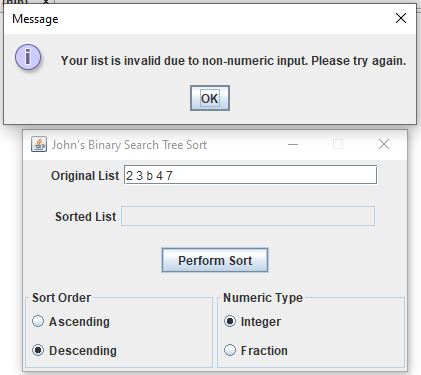 Message
Your list is invalid due to non-numeric input. Please try again.
OK
John's Binary Search Tree Sort
Original List 2 3 b 4 7
Sorted List
Perform Sort
Sort Order Numeric Type
Ascending Integer
Descending Fraction